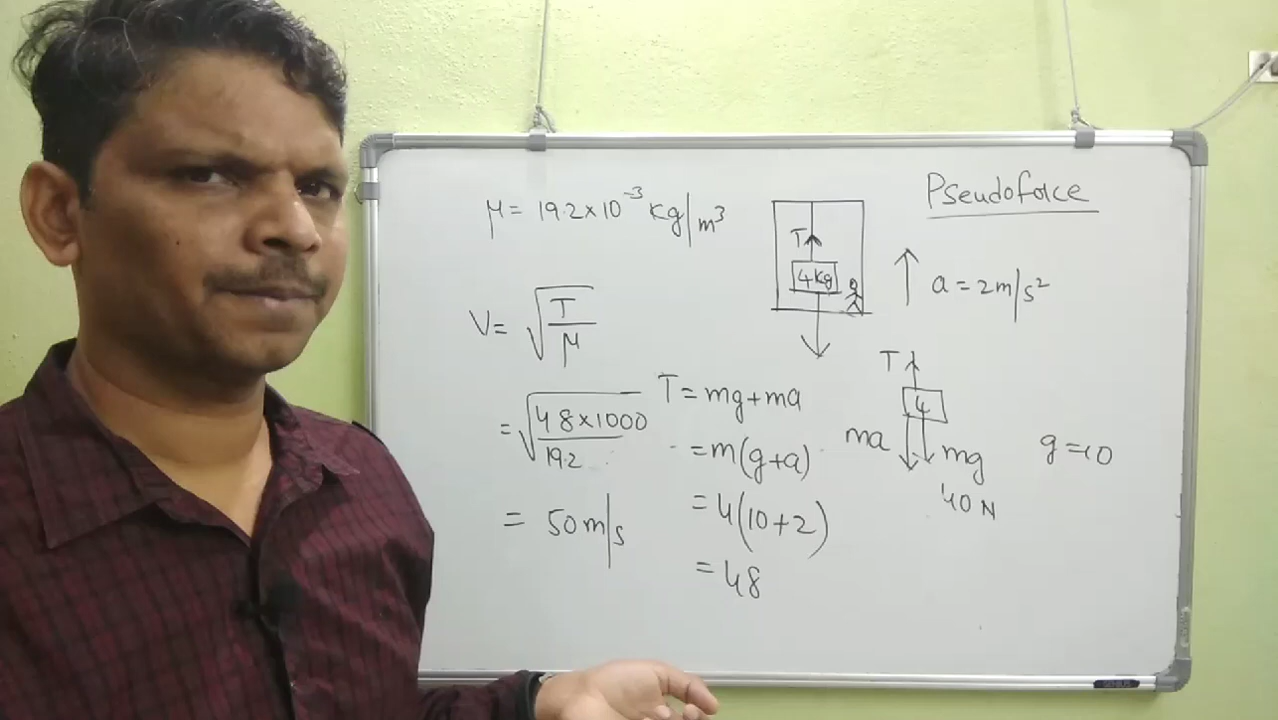 Pseudoforce
μ = 19.2×10⁻³ kg/m³
T
4kg
a = 2m/s²
V = √(T/μ)
T
4
ma
mg
40 N
g=10
T = mg+ma
= √(48×1000/19.2)
= m(g+a)
= 50m/s
= 4(10+2)
= 48